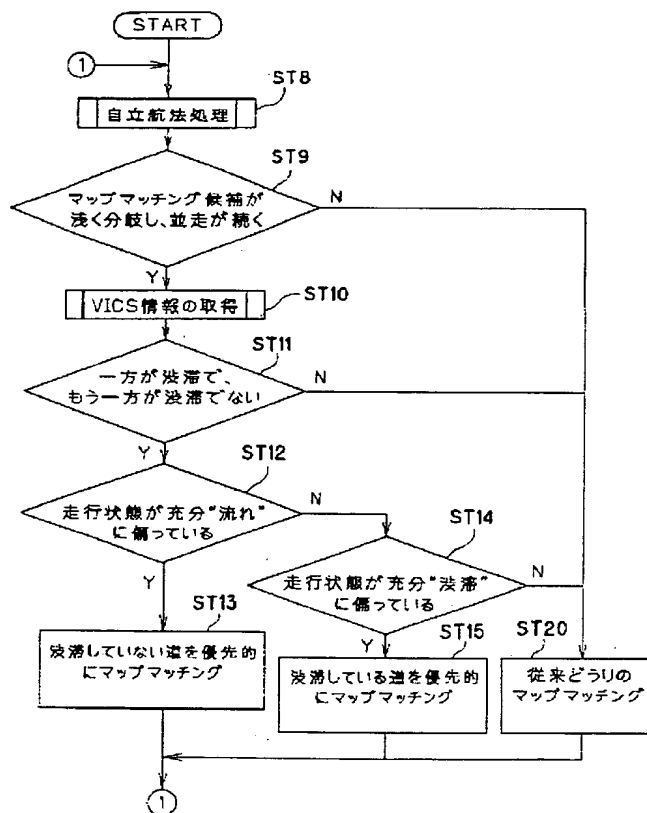 START
1
ST8
自立航法処理
ST9
マップマッチング候補が
浅く分岐し、並走が続く
N
Y
VICS情報の取得
ST10
ST11
一方が渋滞で、
もう一方が渋滞でない
N
Y
ST12
走行状態が充分“流れ”
に偏っている
N
Y
ST14
走行状態が充分“渋滞”
に偏っている
N
Y
ST13
渋滞していない道を優先的
にマップマッチング
ST15
渋滞している道を優先的
にマップマッチング
ST20
従来どうりの
マップマッチング
1